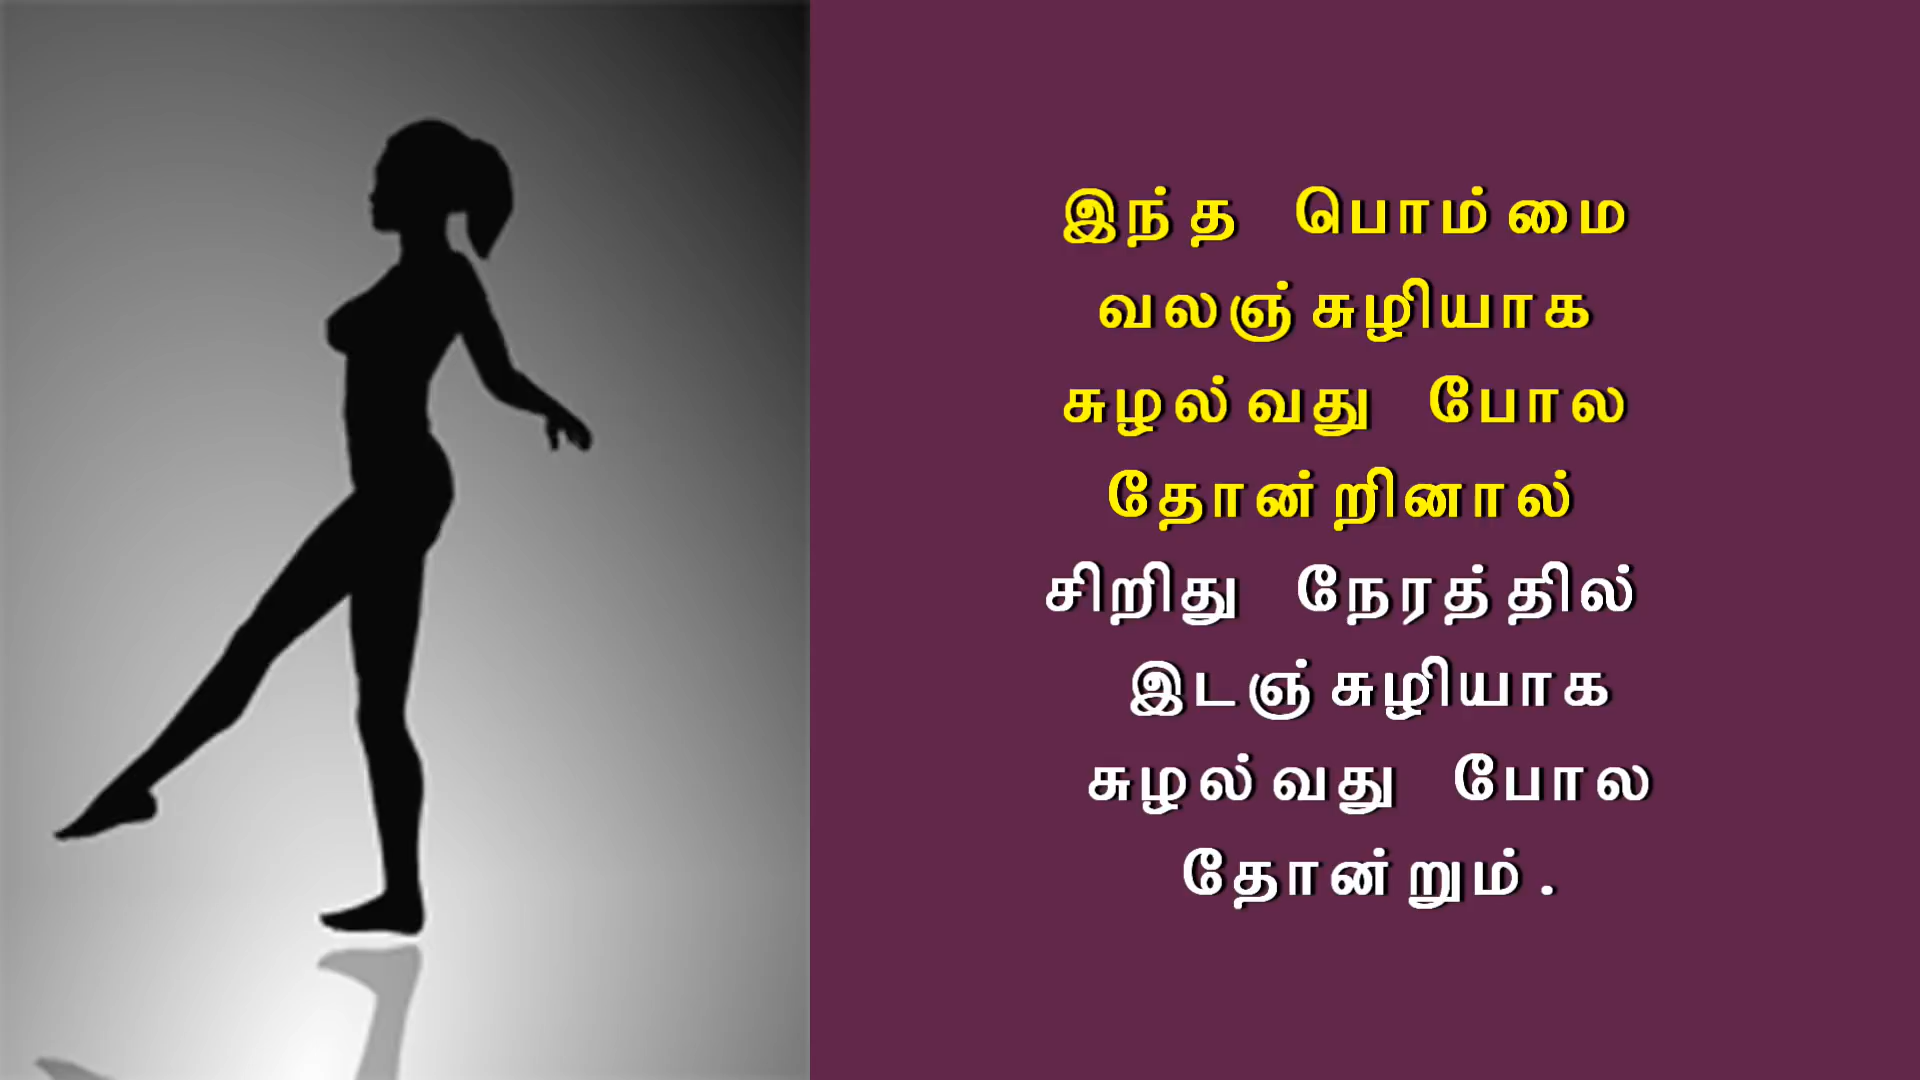 இந்த பொம்மை
வலஞ்சுழியாக
சுழல்வது போல
தோன்றினால்
சிறிது நேரத்தில்
இடஞ்சுழியாக
சுழல்வது போல
தோன்றும்.